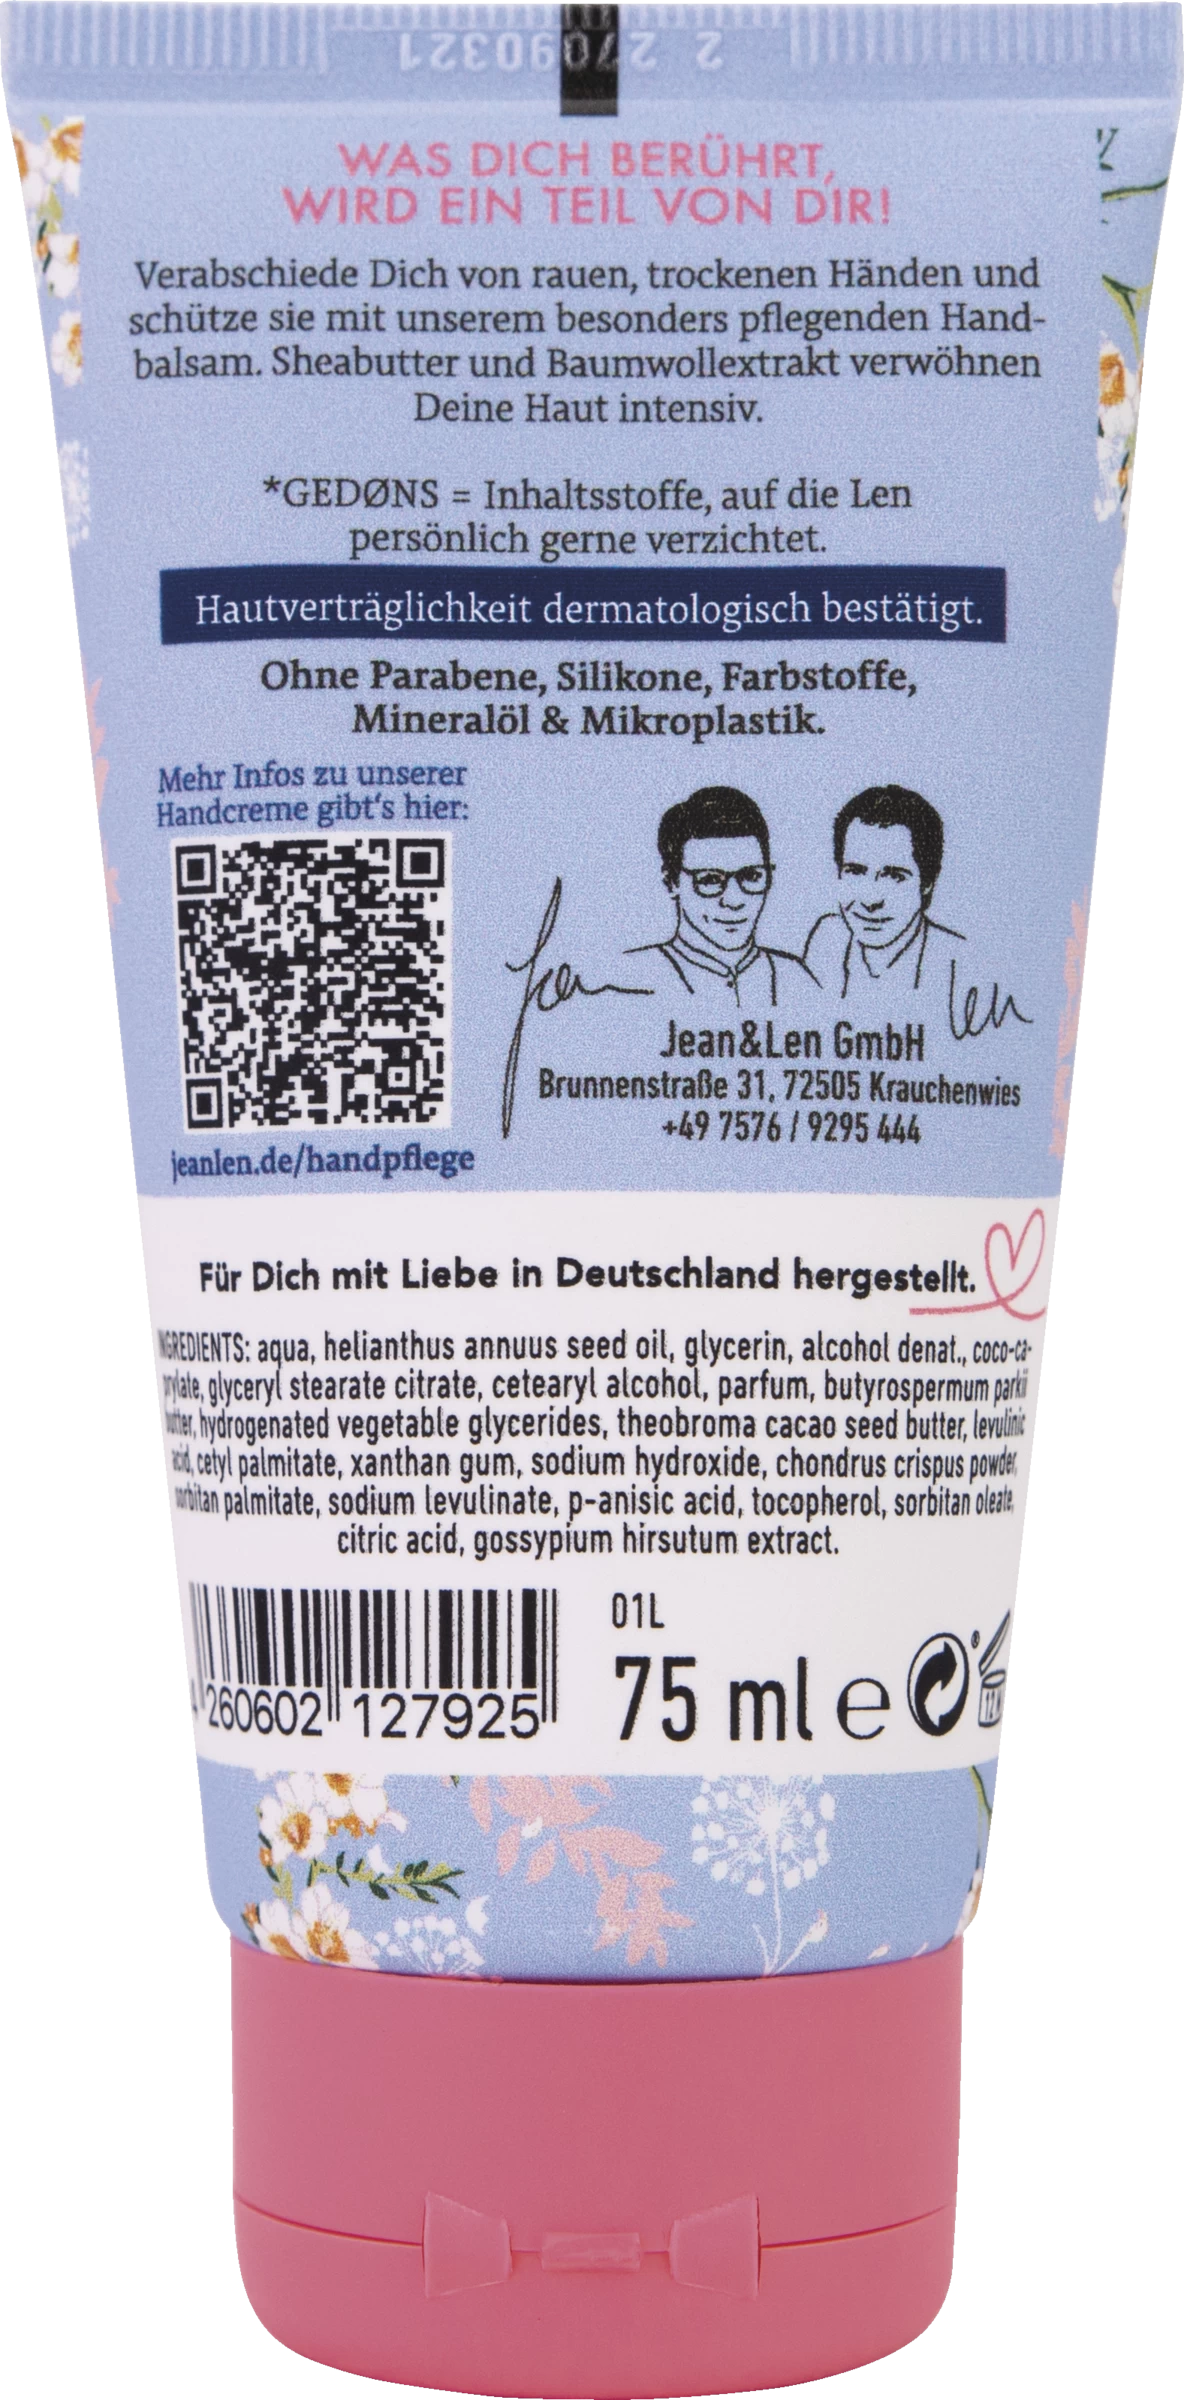 2 27090321
WAS DICH BERÜHRT,
WIRD EIN TEIL VON DIR!
Verabschiede Dich von rauen, trockenen Händen und
schütze sie mit unserem besonders pflegenden Hand-
balsam. Sheabutter und Baumwollextrakt verwöhnen
Deine Haut intensiv.
*GEDØNS = Inhaltsstoffe, auf die Len
persönlich gerne verzichtet.
Hautverträglichkeit dermatologisch bestätigt.
Ohne Parabene, Silikone, Farbstoffe,
Mineralöl & Mikroplastik.
Mehr Infos zu unserer
Handcreme gibt's hier:
jeanlen.de/handpflege
Jean
Len
Jean&Len GmbH
Brunnenstraße 31, 72505 Krauchenwies
+49 7576 / 9295 444
Für Dich mit Liebe in Deutschland hergestellt.
INGREDIENTS: aqua, helianthus annuus seed oil, glycerin, alcohol denat., coco-ca-
prylate, glyceryl stearate citrate, cetearyl alcohol, parfum, butyrospermum parkii
butter, hydrogenated vegetable glycerides, theobroma cacao seed butter, levulinic
acid, cetyl palmitate, xanthan gum, sodium hydroxide, chondrus crispus powder,
sorbitan palmitate, sodium levulinate, p-anisic acid, tocopherol, sorbitan oleate,
citric acid, gossypium hirsutum extract.
01L
4 260602 127925
75 ml e
12 M